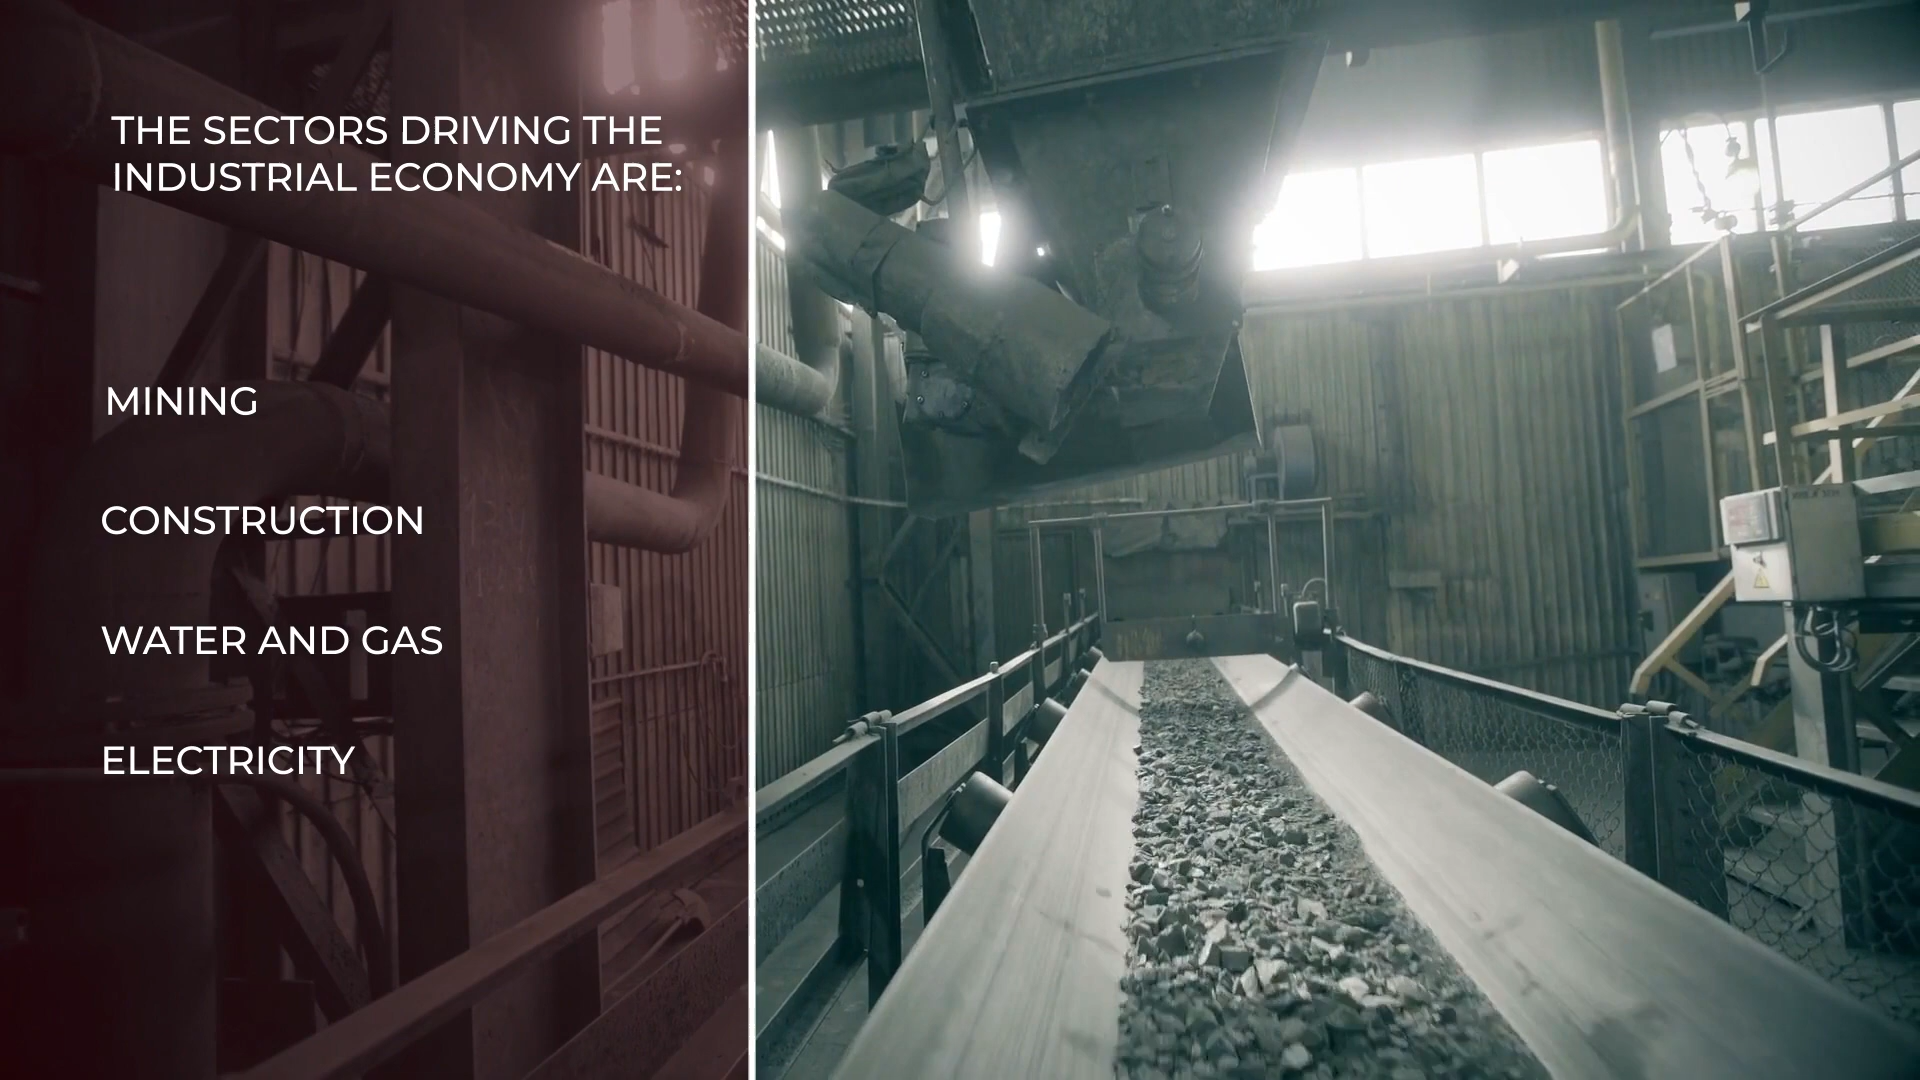 THE SECTORS DRIVING THE
INDUSTRIAL ECONOMY ARE:
MINING
CONSTRUCTION
WATER AND GAS
ELECTRICITY